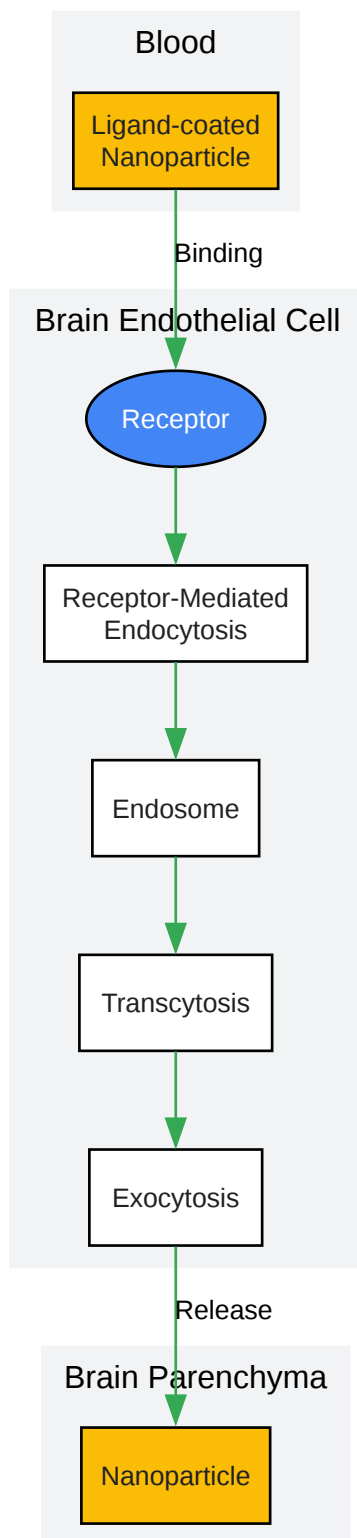 Blood
Ligand-coated
Nanoparticle
Binding
Brain Endothelial Cell
Receptor
Receptor-Mediated
Endocytosis
Endosome
Transcytosis
Exocytosis
Release
Brain Parenchyma
Nanoparticle